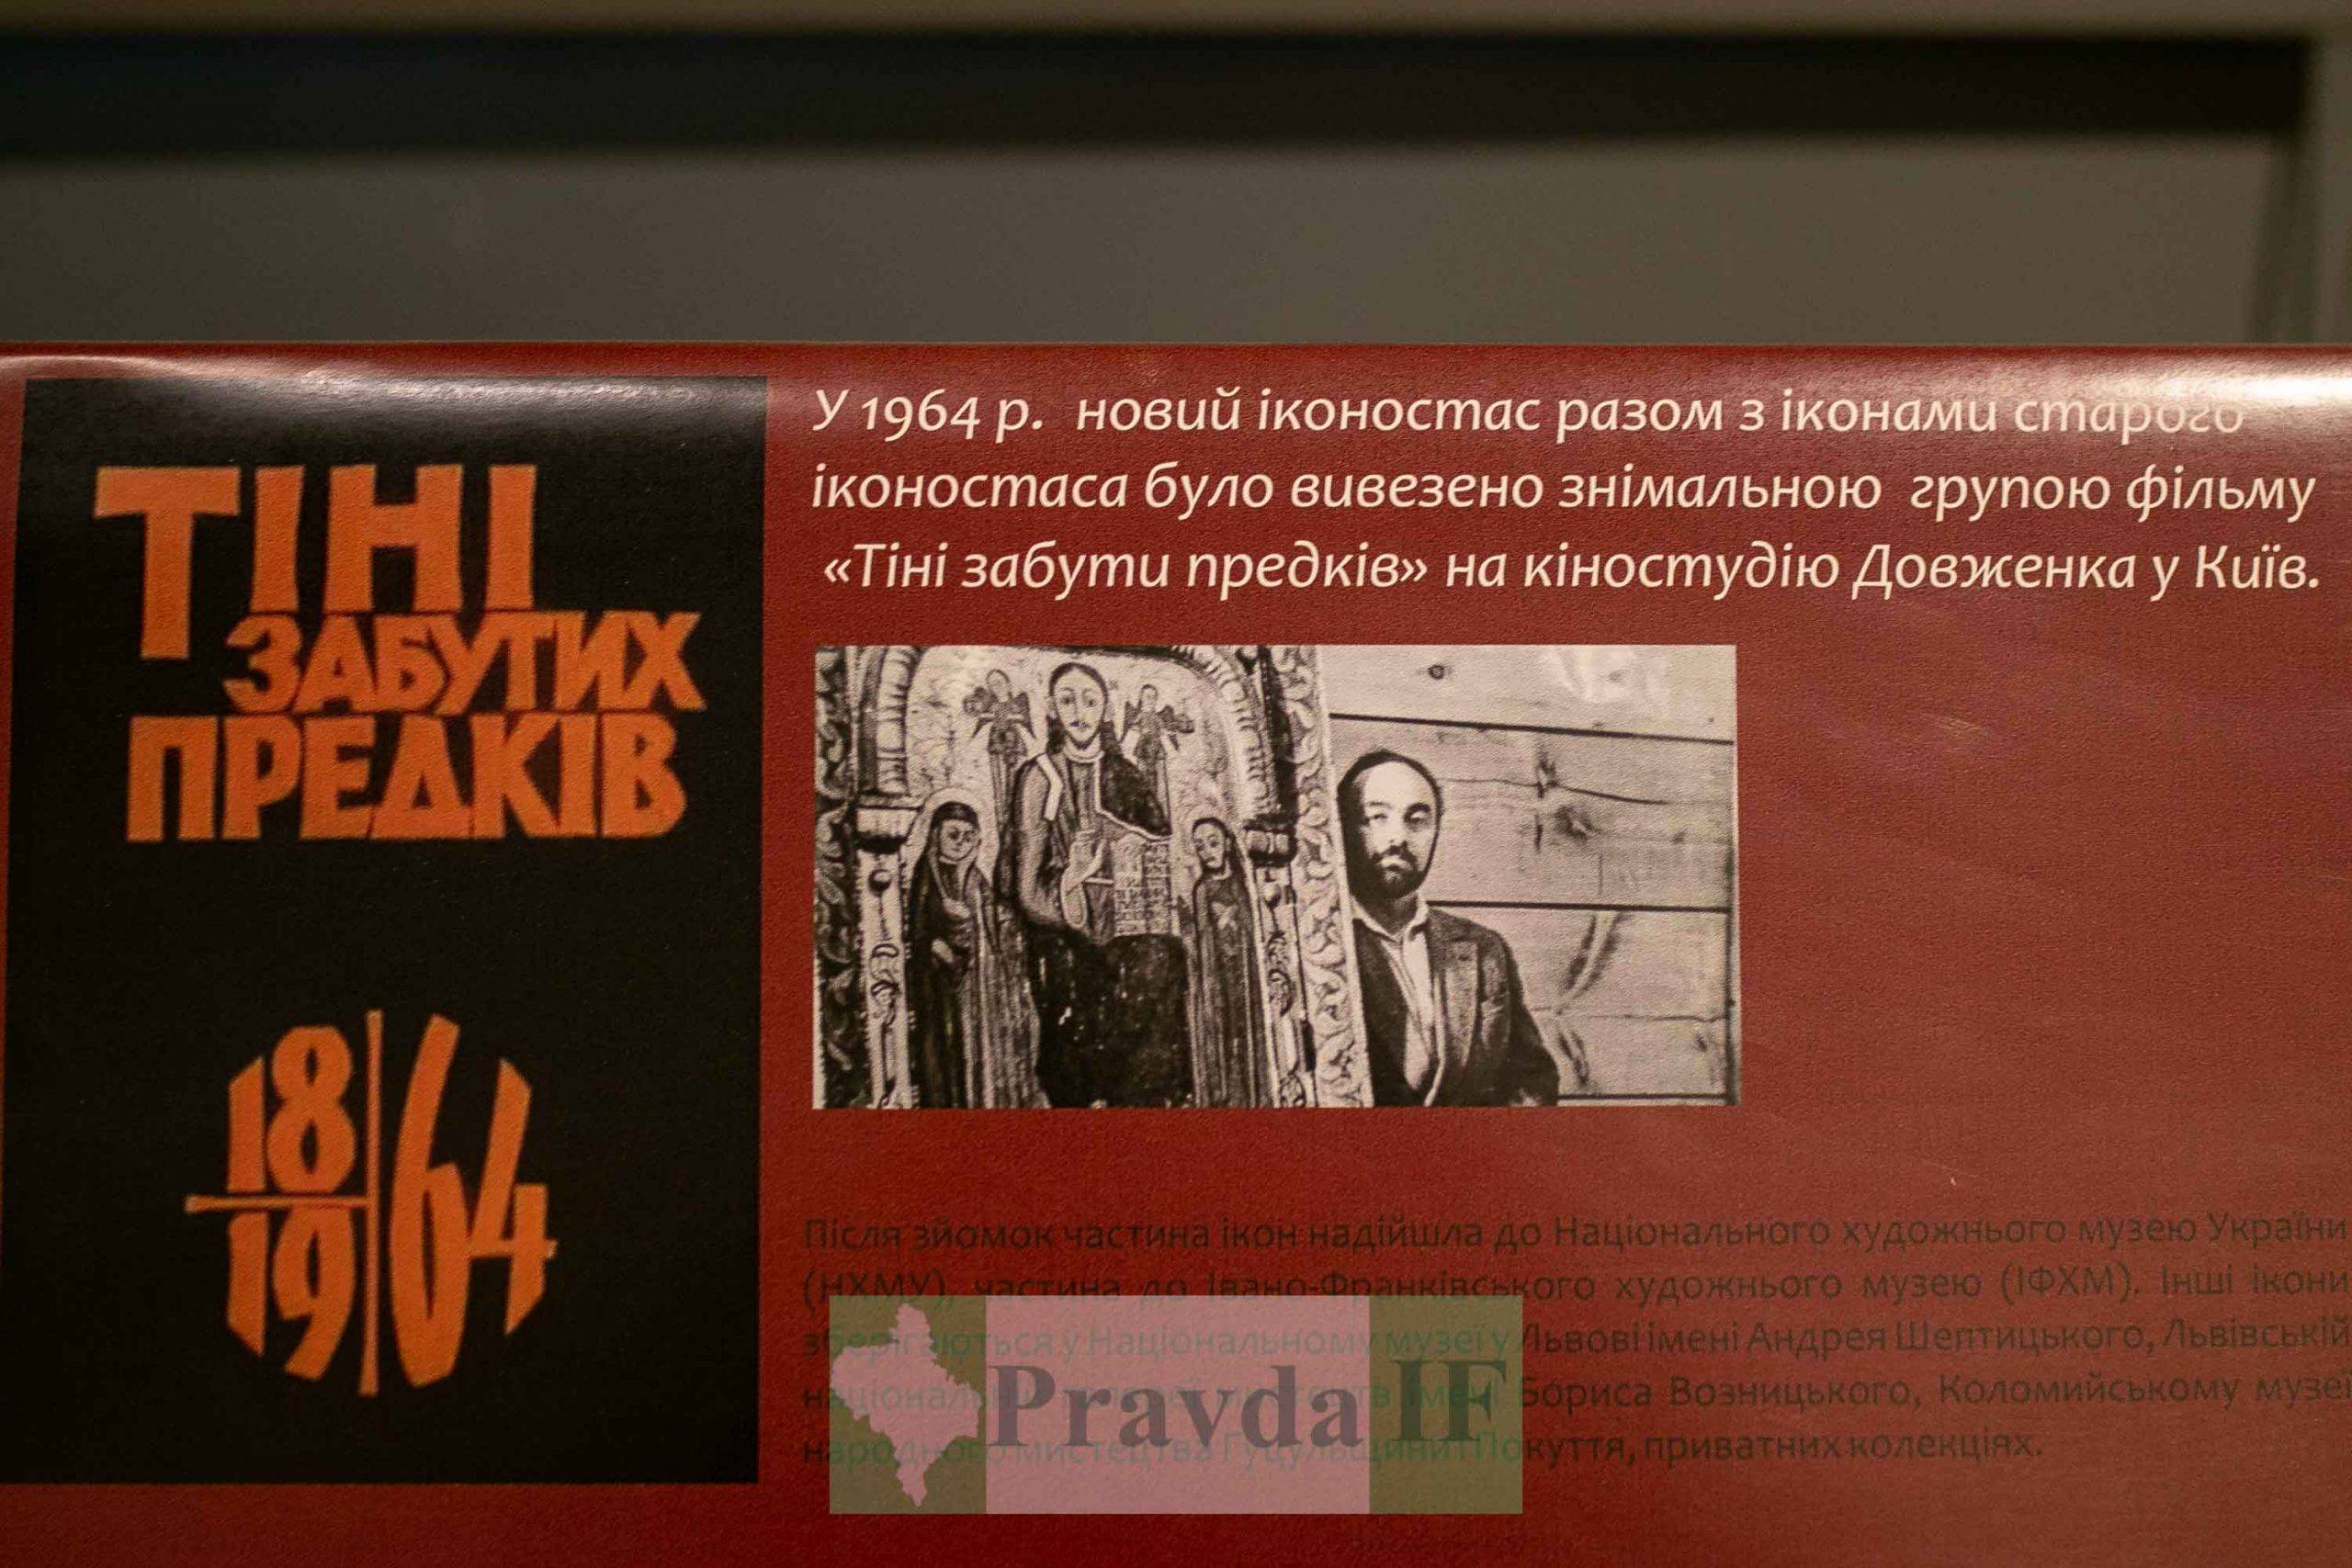 ТІНІ
ЗАБУТИХ
ПРЕДКІВ
18 64
19
У 1964 р. новий іконостас разом з іконами старого
іконостаса було вивезено знімальною групою фільму
«Тіні забути предків» на кіностудію Довженка у Київ.
Після зйомок частина ікон надійшла до Національного художнього музею України
(НХМУ), частина до Івано-Франківського художнього музею (ІФХМ). Інші ікони
зберігаються у Національному музеї у Львові імені Андрея Шептицького, Львівській
Бориса Возницького, Коломийському музеї
народного мистецтва Гуцульщини і Покуття, приватних колекціях.
Pravda IF